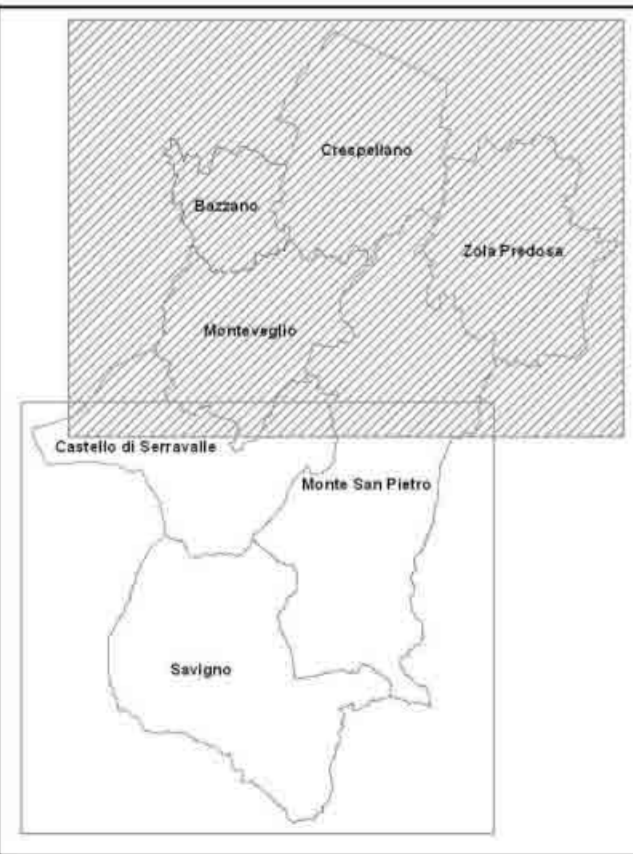 Crespellano
Bazzano
Zola Predosa
Monteveglio
Castello di Serravalle
Monte San Pietro
Savigno